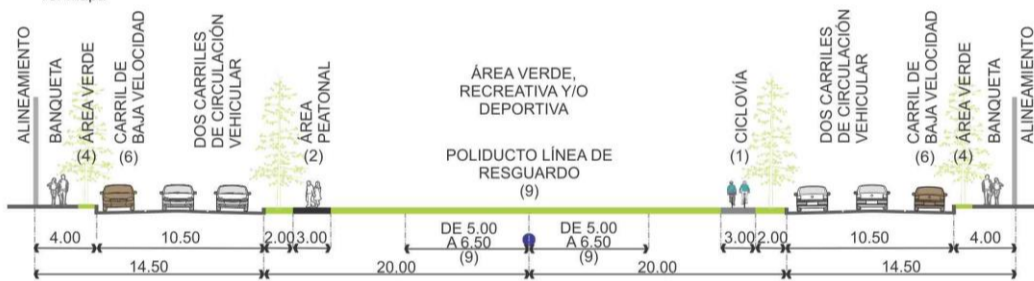 ALINEAMIENTO
BANQUETA
ÁREA VERDE
(4)
CARRIL DE
BAJA VELOCIDAD
(6)
DOS CARRILES
DE CIRCULACIÓN
VEHICULAR
ÁREA
PEATONAL
(2)
ÁREA VERDE,
RECREATIVA Y/O
DEPORTIVA
POLIDUCTO LÍNEA DE
RESGUARDO
(9)
CICLOVÍA
(1)
DOS CARRILES
DE CIRCULACIÓN
VEHICULAR
CARRIL DE
BAJA VELOCIDAD
(6)
ÁREA VERDE
(4)
BANQUETA
ALINEAMIENTO
4.00
10.50
2.00
3.00
DE 5.00
A 6.50
(9)
DE 5.00
A 6.50
(9)
3.00
2.00
10.50
4.00
14.50
20.00
20.00
14.50